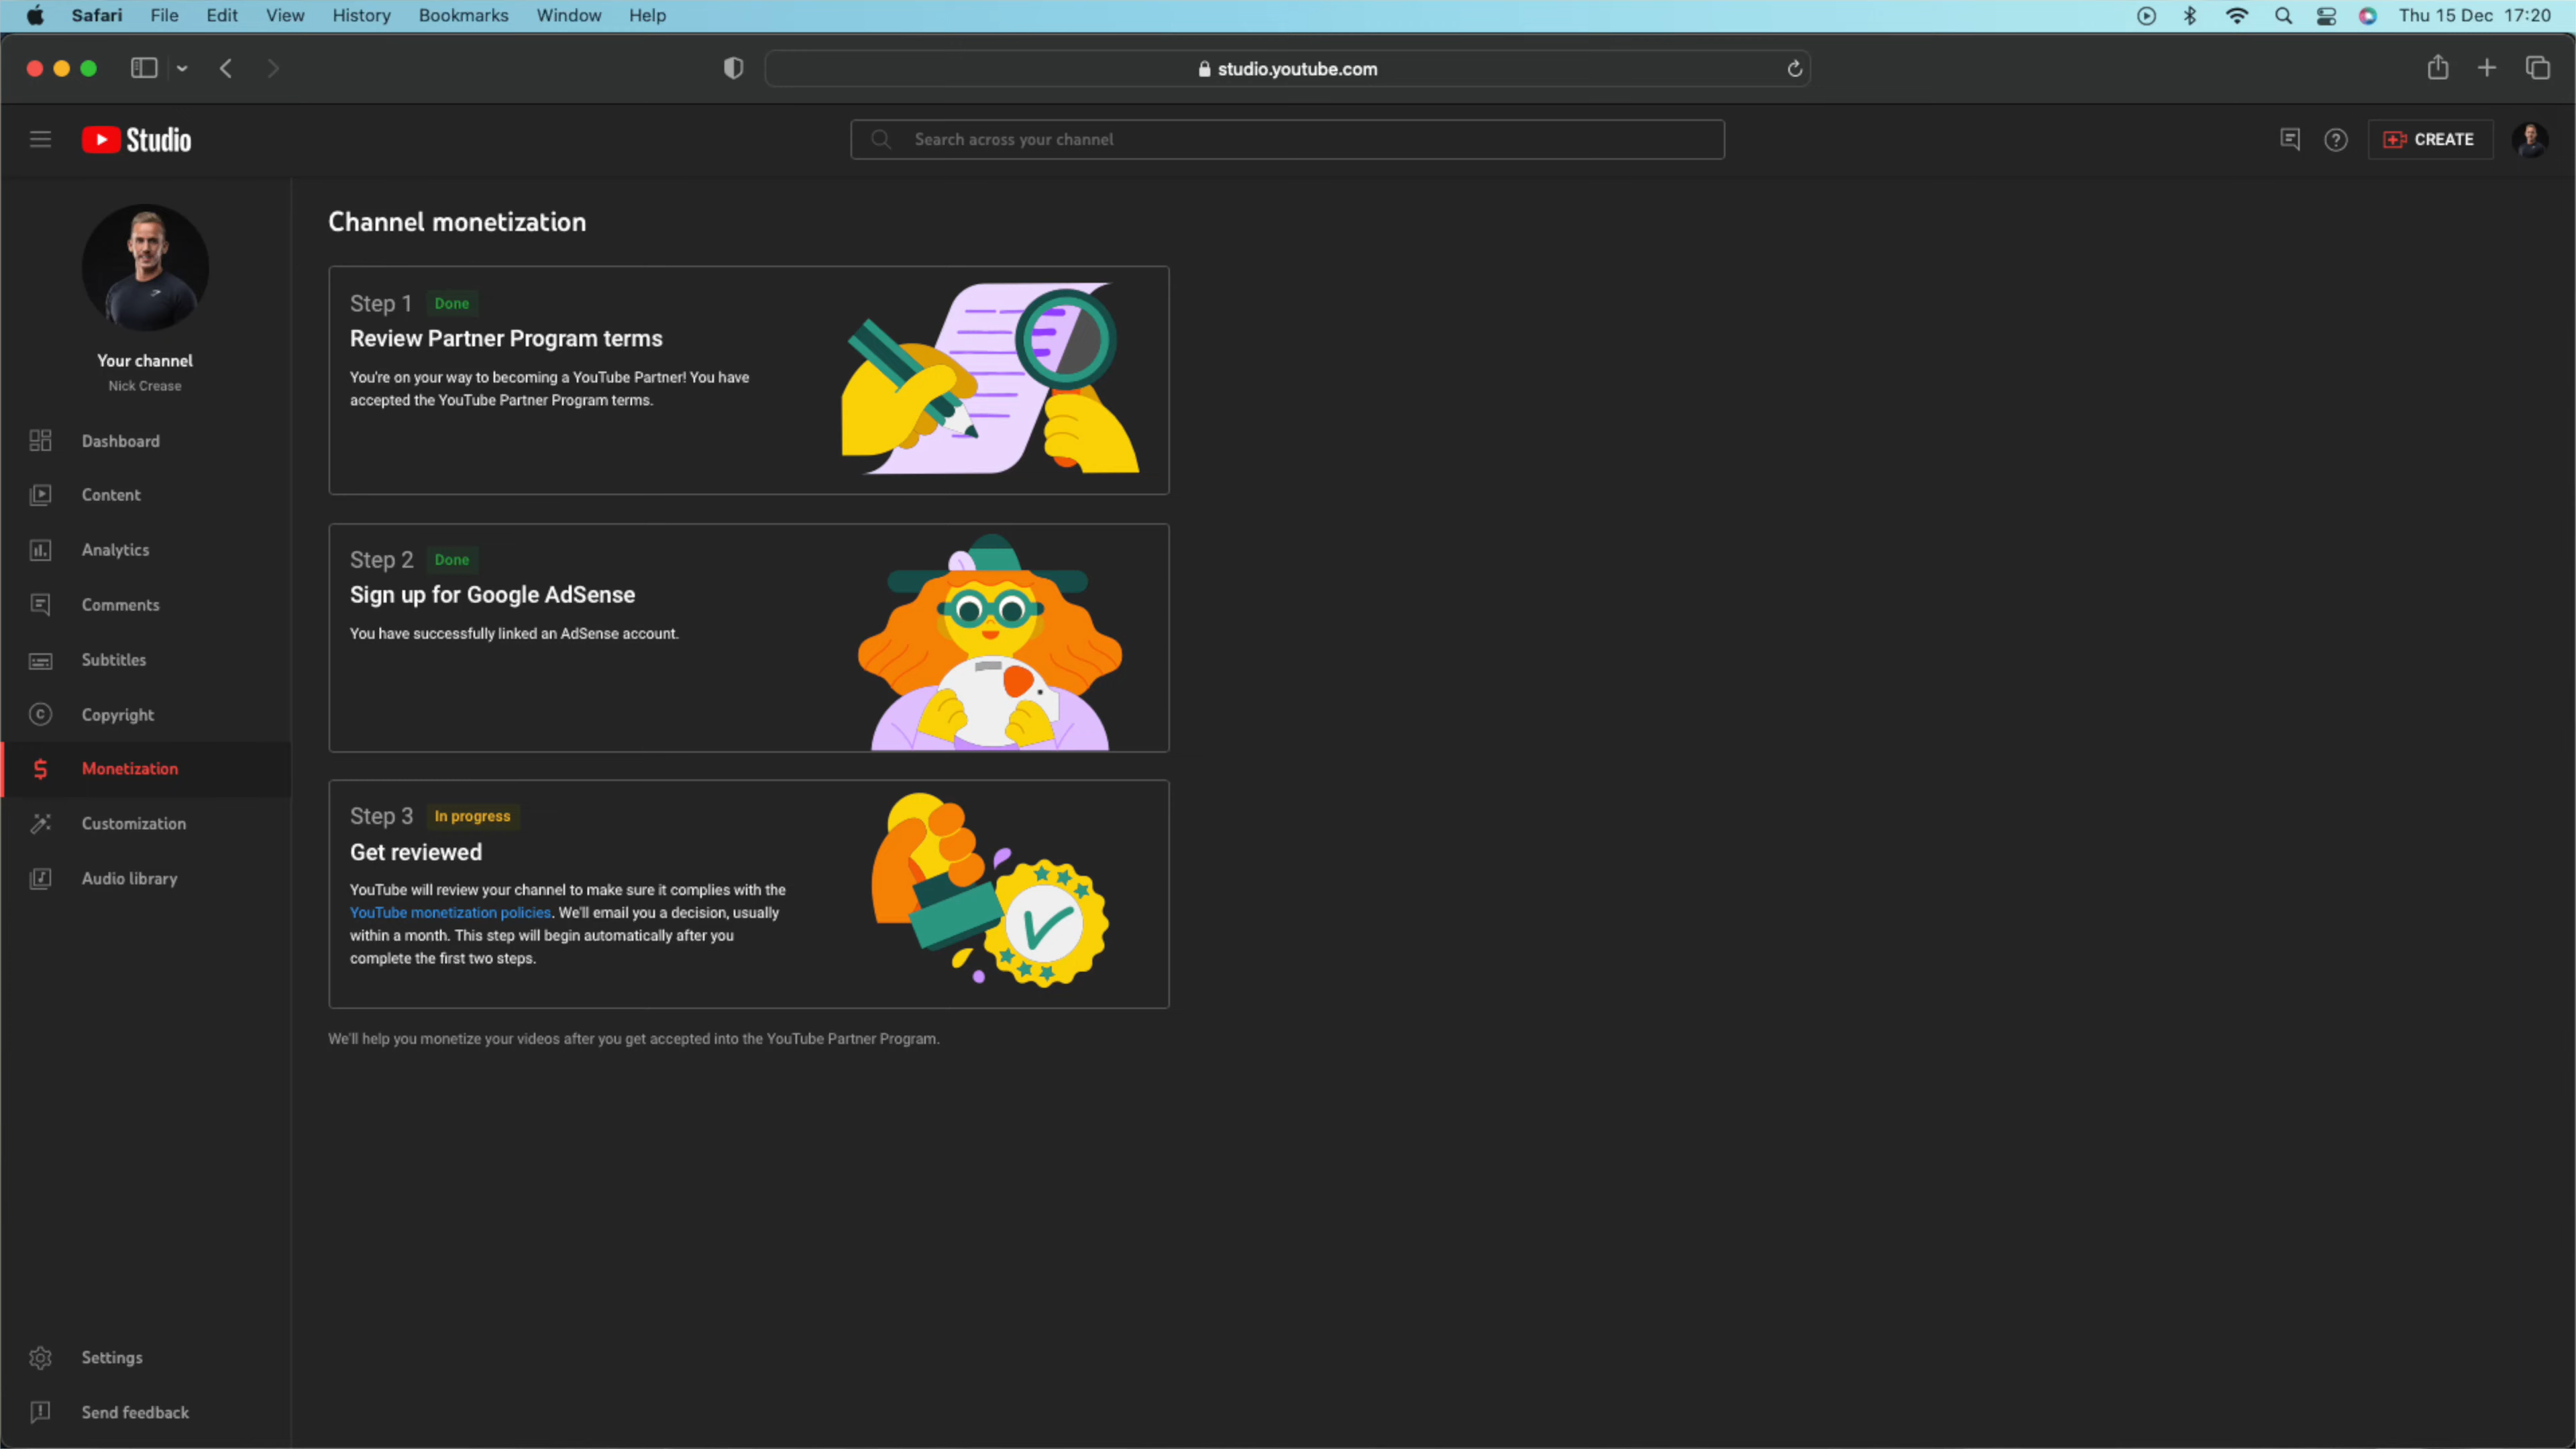 Safari File Edit View History Bookmarks Window Help Thu 15 Dec 17:20
studio.youtube.com
Studio
Search across your channel
CREATE
Your channel
Nick Crease
Dashboard
Content
Analytics
Comments
Subtitles
Copyright
Monetization
Customization
Audio library
Settings
Send feedback
Channel monetization
Step 1 Done
Review Partner Program terms
You're on your way to becoming a YouTube Partner! You have
accepted the YouTube Partner Program terms.
Step 2 Done
Sign up for Google AdSense
You have successfully linked an AdSense account.
Step 3 In progress
Get reviewed
YouTube will review your channel to make sure it complies with the
YouTube monetization policies. We'll email you a decision, usually
within a month. This step will begin automatically after you
complete the first two steps.
We'll help you monetize your videos after you get accepted into the YouTube Partner Program.